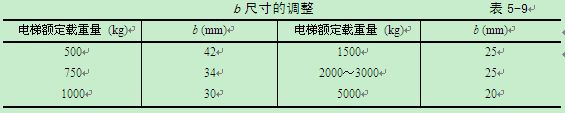 b 尺寸的调整 表 5-9
电梯额定载重量 (kg) b (mm) 电梯额定载重量 (kg) b (mm)
500 42 1500 25
750 34 2000～3000 25
1000 30 5000 20